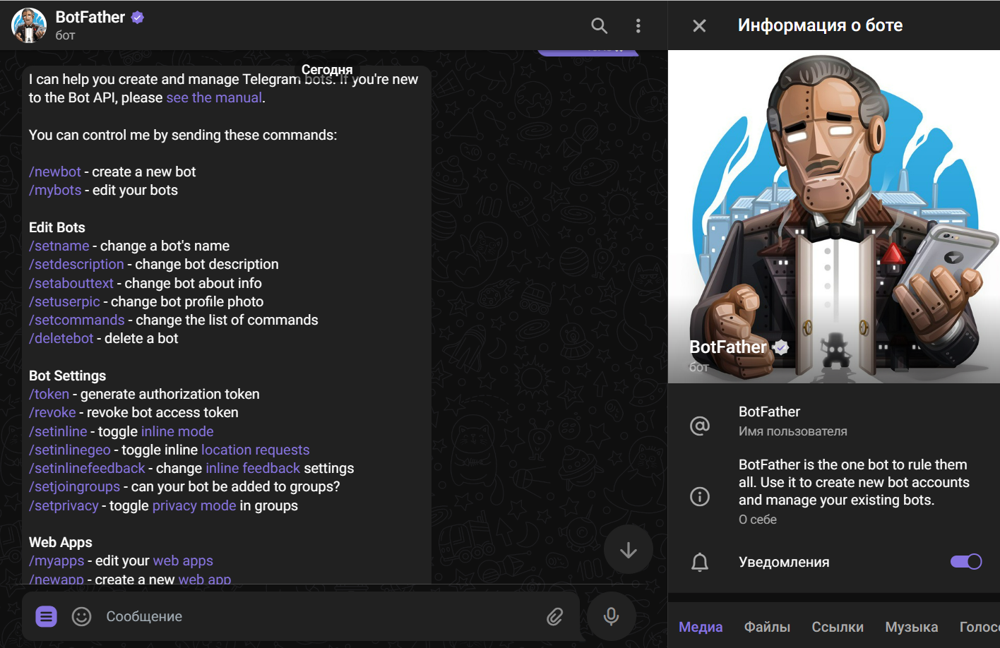 BotFather
бот
Сегодня
I can help you create and manage Telegram bots. If you're new
to the Bot API, please see the manual.
You can control me by sending these commands:
/newbot - create a new bot
/mybots - edit your bots
Edit Bots
/setname - change a bot's name
/setdescription - change bot description
/setabouttext - change bot about info
/setuserpic - change bot profile photo
/setcommands - change the list of commands
/deletebot - delete a bot
Bot Settings
/token - generate authorization token
/revoke - revoke bot access token
/setinline - toggle inline mode
/setinlinegeo - toggle inline location requests
/setinlinefeedback - change inline feedback settings
/setjoingroups - can your bot be added to groups?
/setprivacy - toggle privacy mode in groups
Web Apps
/myapps - edit your web apps
/newapp - create a new web app
Сообщение
Информация о боте
BotFather
бот
BotFather
Имя пользователя
BotFather is the one bot to rule them
all. Use it to create new bot accounts
and manage your existing bots.
О себе
Уведомления
Медиа Файлы Ссылки Музыка